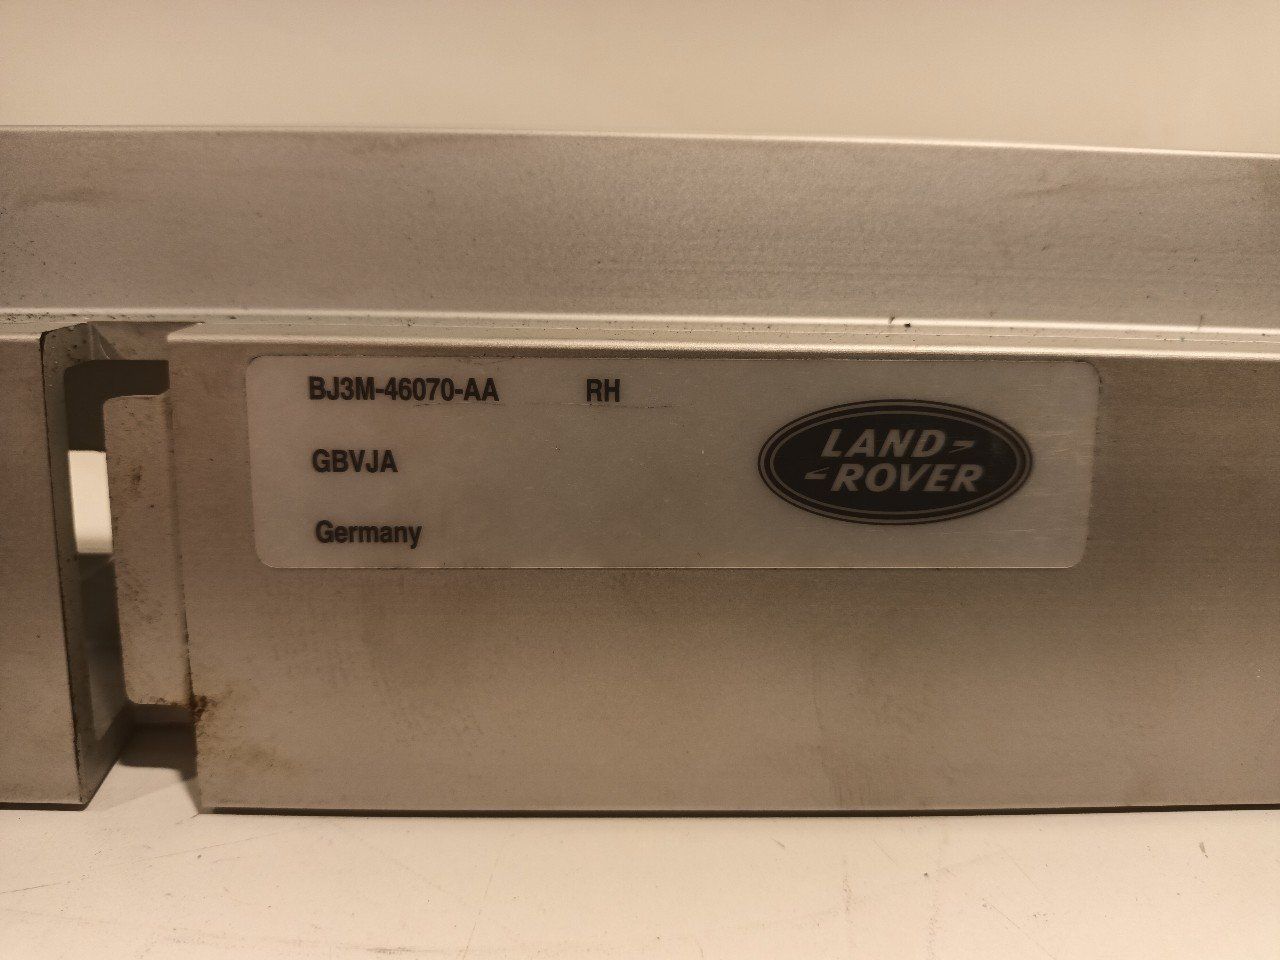 BJ3M-46070-AA RH
GBVJA
Germany
LAND-
-ROVER